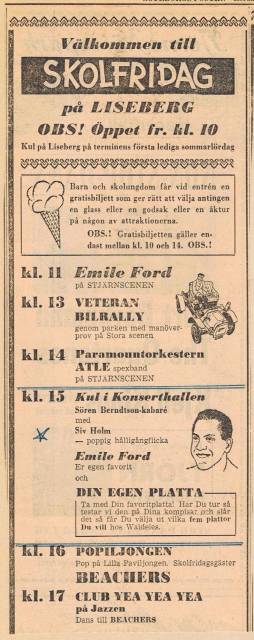 Välkommen till
SKOLFRIDAG
på LISEBERG
OBS! Öppet fr. kl. 10
Kul på Liseberg på terminens första lediga sommarlördag
Barn och skolungdom får vid entrén en
gratisbiljett som ger rätt att välja antingen
en glass eller en godsak eller en åktur
på någon av attraktionerna.
OBS.! Gratisbiljetten gäller en-
dast mellan kl. 10 och 14. OBS.!
kl. 11 Emile Ford
på STJÄRNSCENEN
kl. 13 VETERAN
BILRALLY
genom parken med manöver-
prov på Stora scenen
kl. 14 Paramountorkestern
ATLE spexband
på STJÄRNSCENEN
kl. 15 Kul i Konserthallen
Sören Berndtson-kabaré
med
Siv Holm
— poppig hålligångflicka
Emile Ford
Er egen favorit
och
DIN EGEN PLATTA
Ta med Din favoritplatta! Har Du tur så
testar vi den på Dina kompisar och slår
det så får Du välja ut vilka fem plattor
Du vill hos Waideles.
kl. 16 POPILJONGEN
Pop på Lilla Paviljongen. Skolfridagsgäster
BEACHERS
kl. 17 CLUB YEA YEA YEA
på Jazzen
Dans till BEACHERS